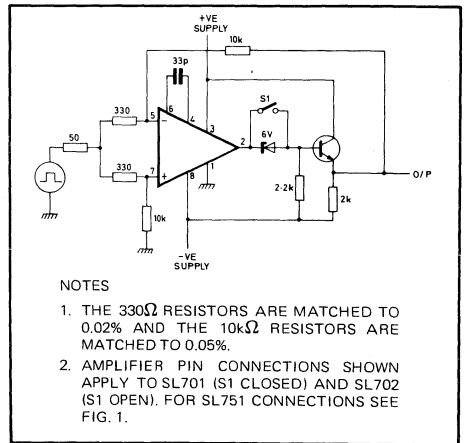 +VE
SUPPLY
10k
33p
S1
330
5
-
6
4
3
50
2
6V
330
7
+
8
1
O/P
10k
2·2k
2k
-VE
SUPPLY
NOTES
1. THE 330Ω RESISTORS ARE MATCHED TO
0.02% AND THE 10kΩ RESISTORS ARE
MATCHED TO 0.05%.
2. AMPLIFIER PIN CONNECTIONS SHOWN
APPLY TO SL701 (S1 CLOSED) AND SL702
(S1 OPEN). FOR SL751 CONNECTIONS SEE
FIG. 1.